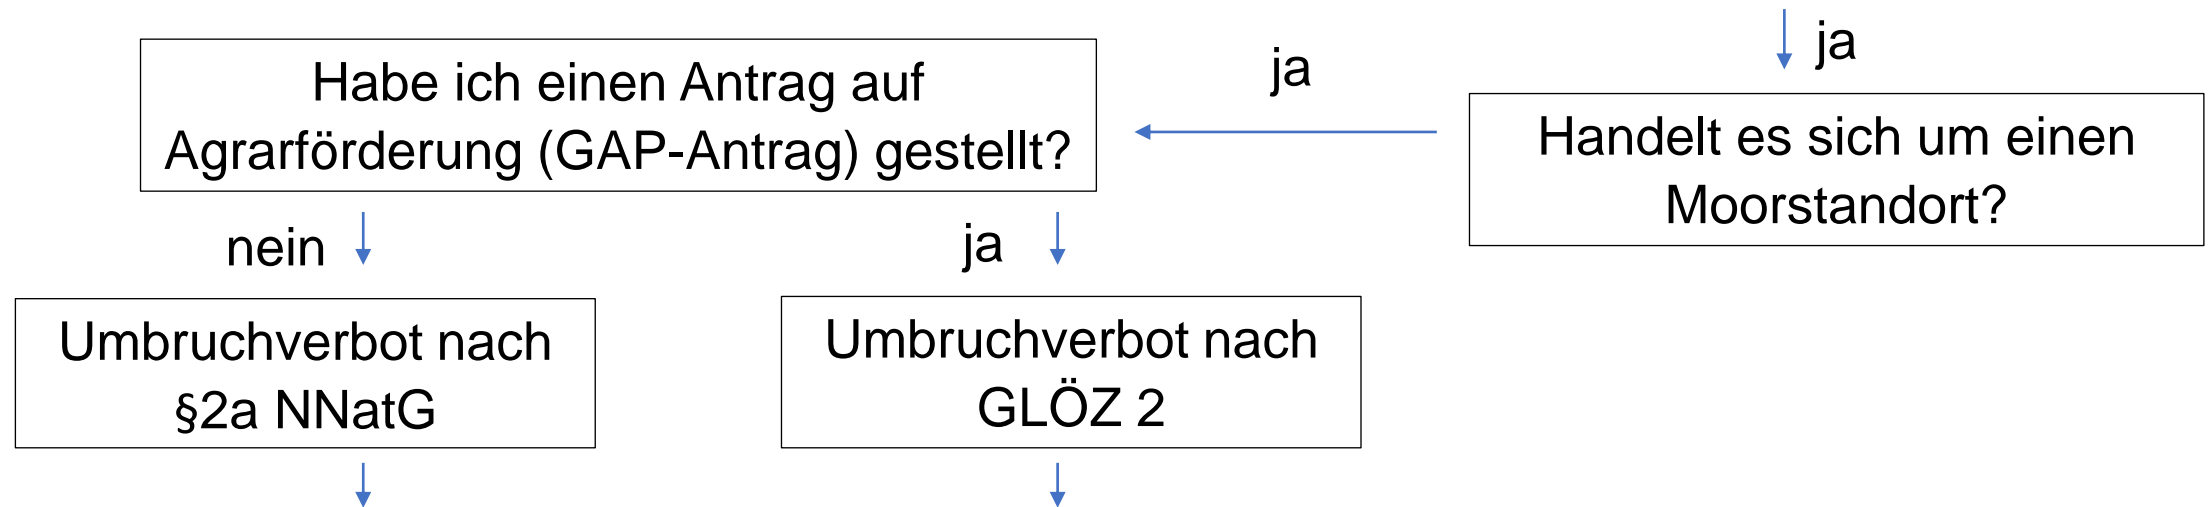 ja
Handelt es sich um einen
Moorstandort?
ja
Habe ich einen Antrag auf
Agrarförderung (GAP-Antrag) gestellt?
nein
ja
Umbruchverbot nach
§2a NNatG
Umbruchverbot nach
GLÖZ 2